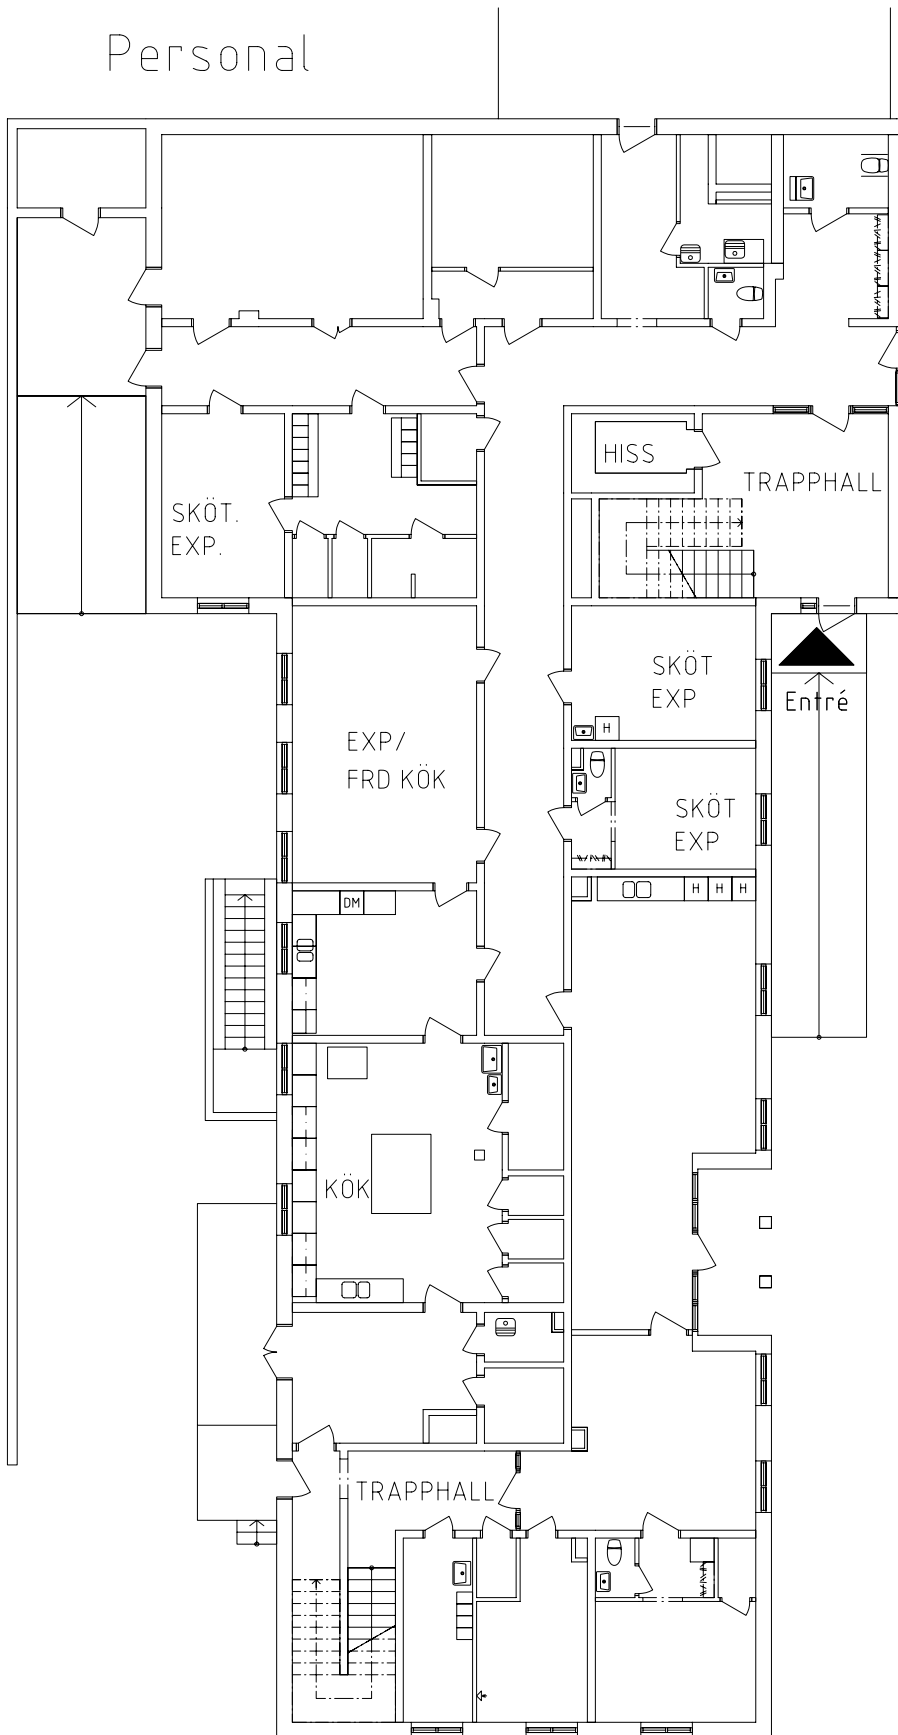 Personal
HISS
TRAPPHALL
SKÖT.
EXP.
SKÖT
EXP
Entré
H
EXP/
FRD KÖK
SKÖT
EXP
DM
H H H
KÖK
TRAPPHALL